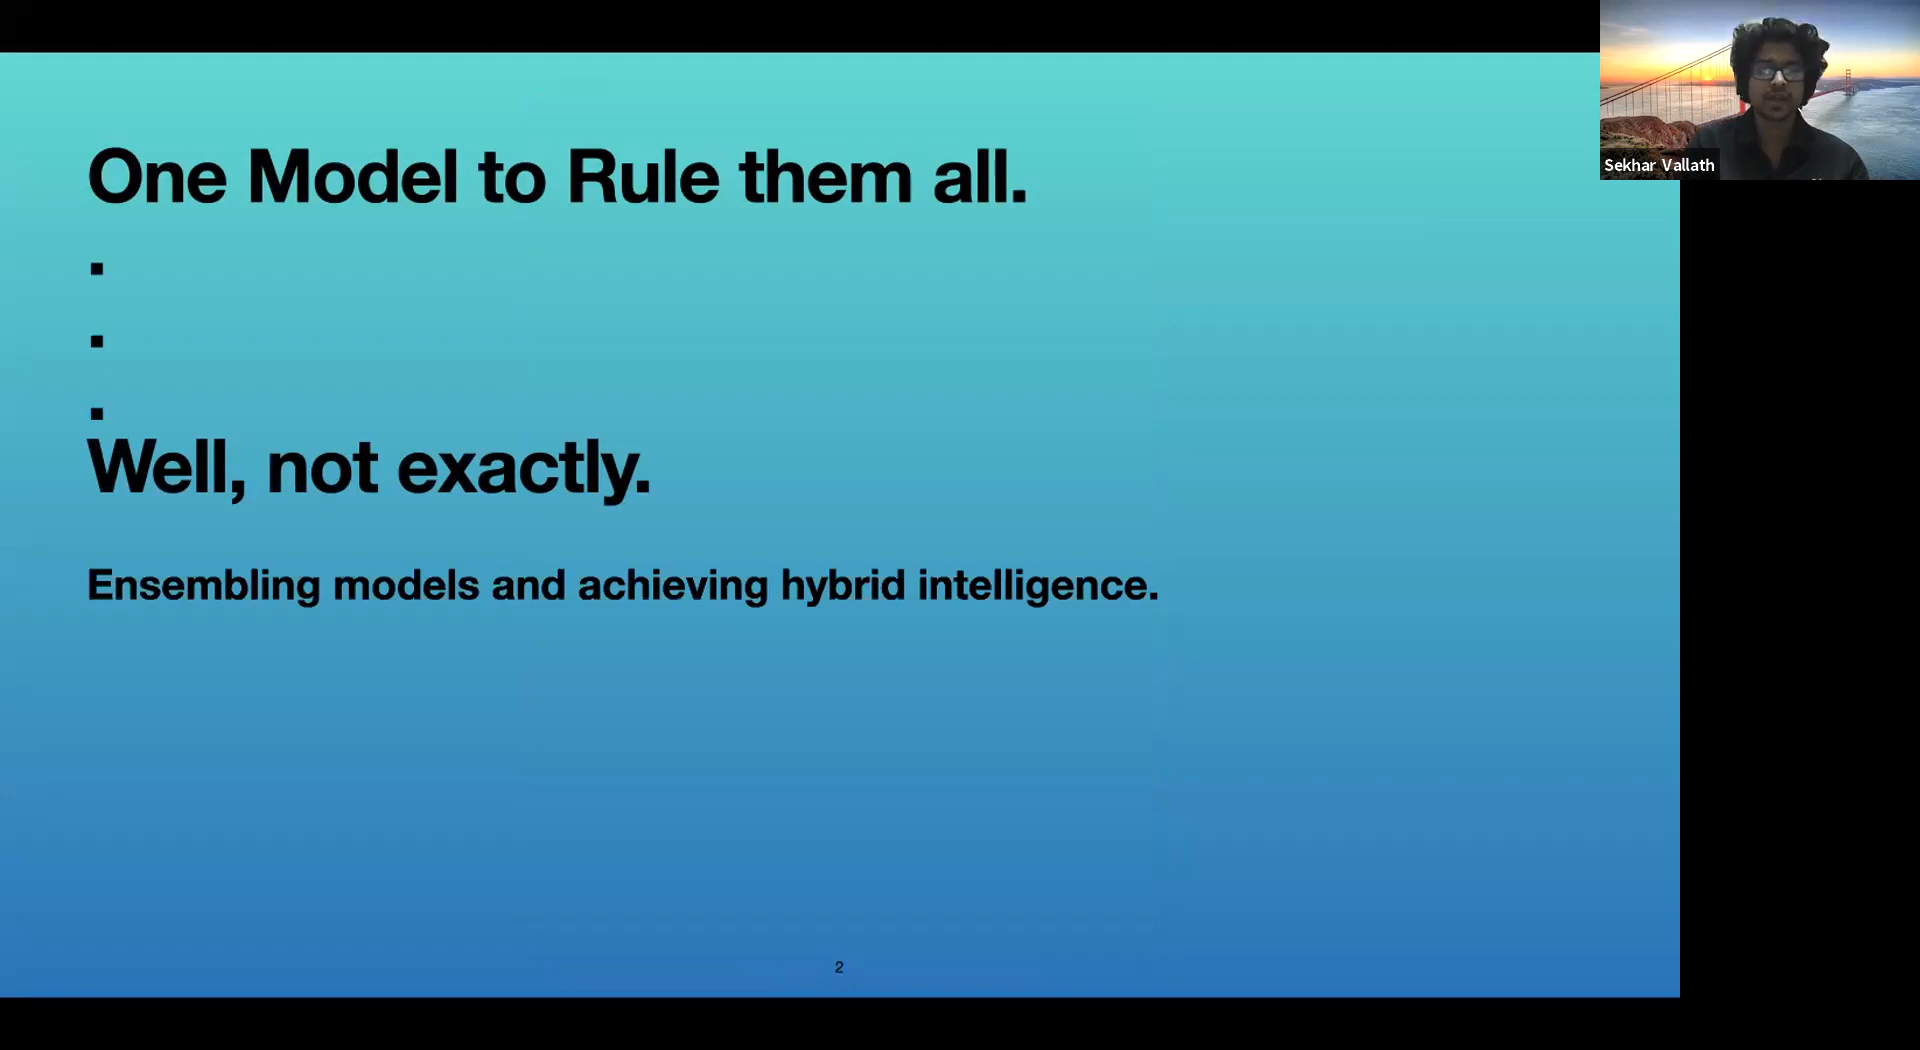 One Model to Rule them all.
.
.
.
Well, not exactly.
Ensembling models and achieving hybrid intelligence.
2
Sekhar Vallath